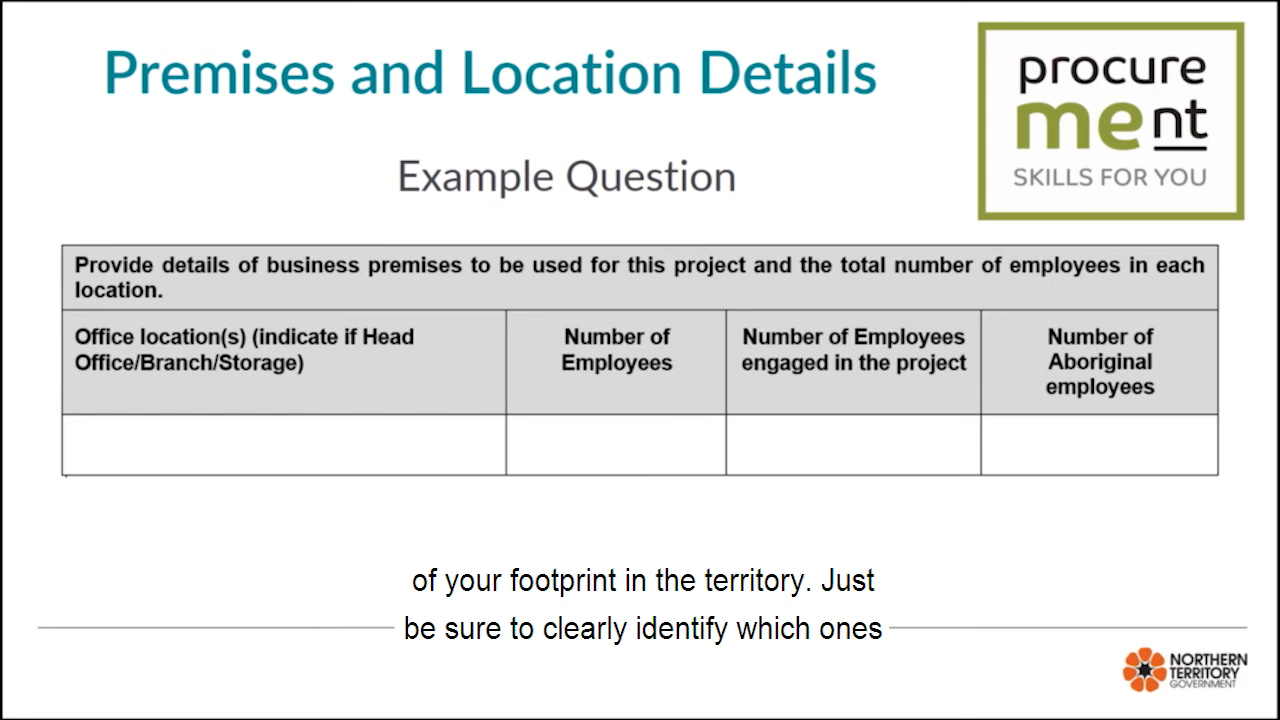 Premises and Location Details
procure
ment
SKILLS FOR YOU
Example Question
Provide details of business premises to be used for this project and the total number of employees in each
location.
Office location(s) (indicate if Head
Office/Branch/Storage)
Number of
Employees
Number of Employees
engaged in the project
Number of
Aboriginal
employees
of your footprint in the territory. Just
be sure to clearly identify which ones
NORTHERN
TERRITORY
GOVERNMENT